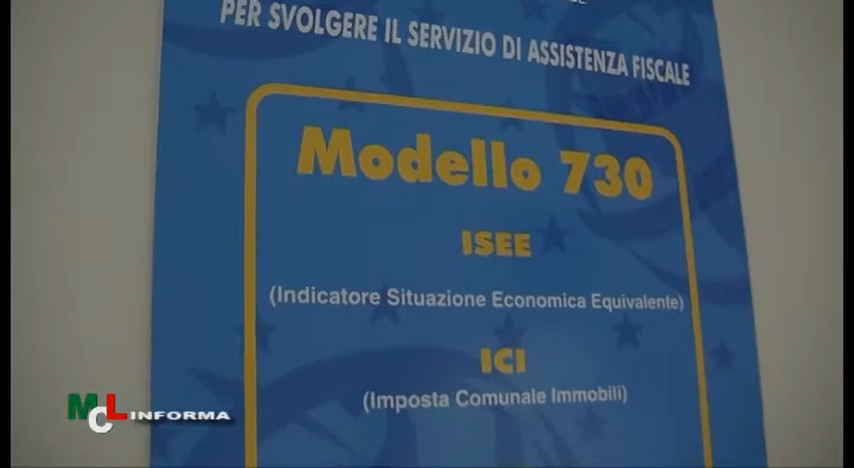 PER SVOLGERE IL SERVIZIO DI ASSISTENZA FISCALE
Modello 730
ISEE
(Indicatore Situazione Economica Equivalente)
ICI
(Imposta Comunale Immobili)
MCL INFORMA